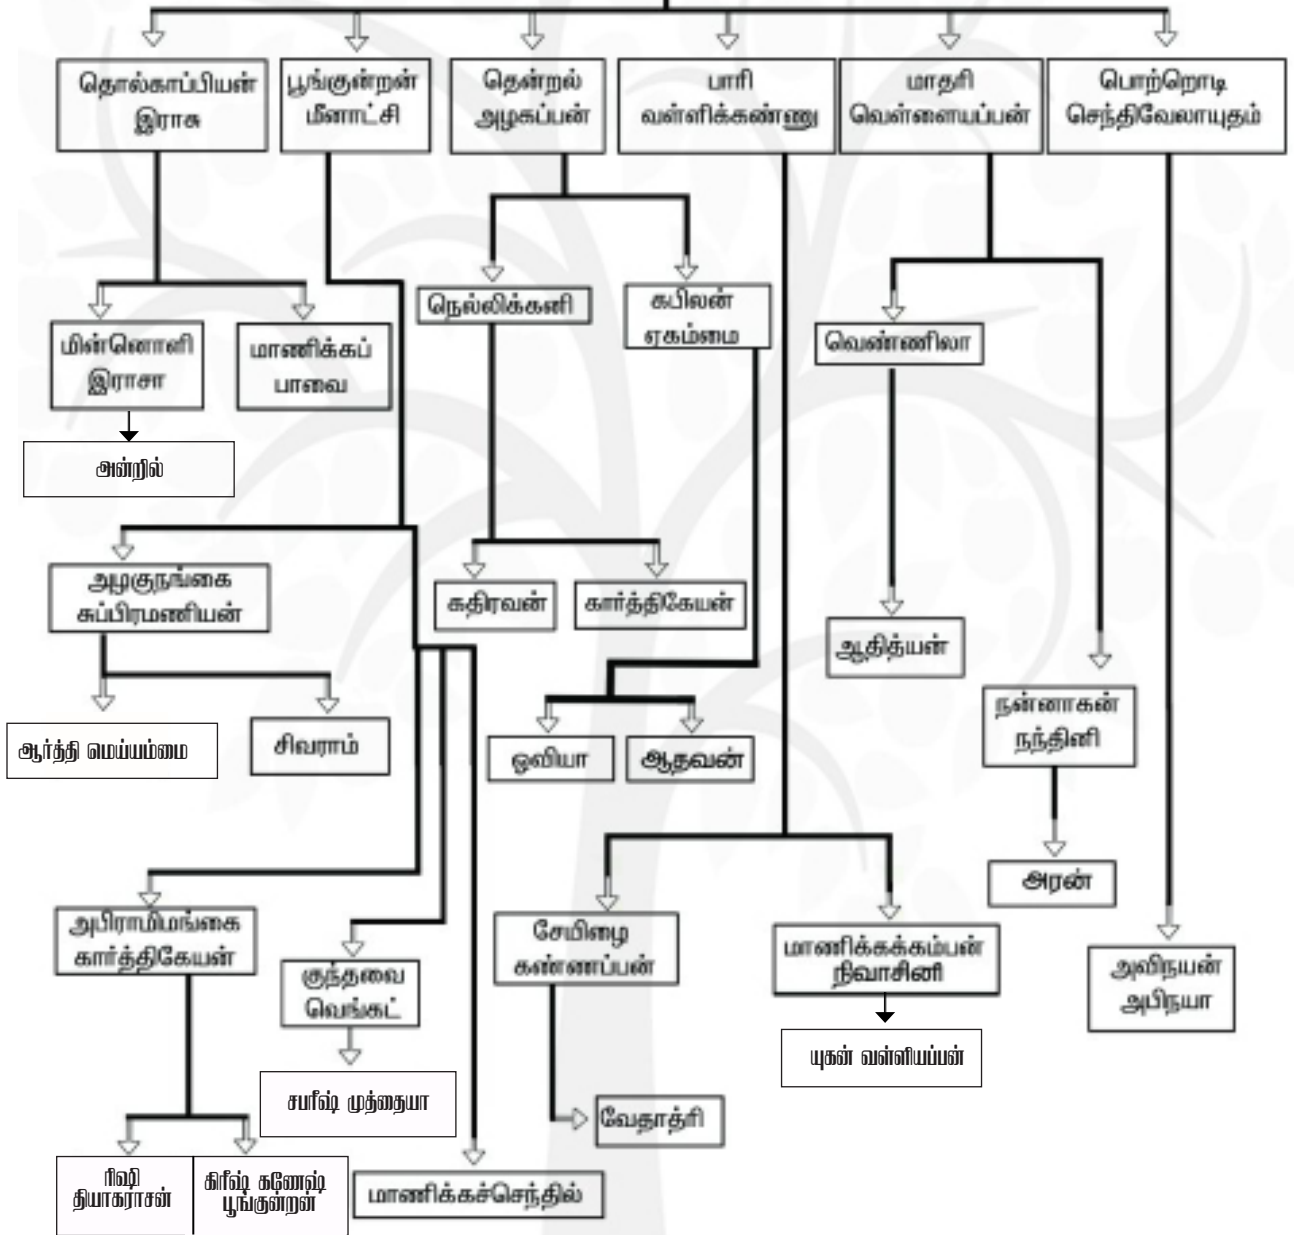 தொல்காப்பியன்
இராசு
பூங்குன்றன்
மீனாட்சி
தென்றல்
அழகப்பன்
பாரி
வள்ளிக்கண்ணு
மாதரி
வெள்ளையப்பன்
பொற்றொடி
செந்திவேலாயுதம்
மின்னொளி
இராசா
மாணிக்கப்
பாவை
நெல்லிக்கனி
கபிலன்
ஏகம்மை
வெண்ணிலா
அன்றில்
அழகுநங்கை
சுப்பிரமணியன்
கதிரவன்
கார்த்திகேயன்
ஆதித்யன்
ஆர்த்தி மெய்யம்மை
சிவராம்
ஓவியா
ஆதவன்
நன்னாகன்
நந்தினி
அரன்
அபிராமிமங்கை
கார்த்திகேயன்
குந்தவை
வெங்கட்
சேயிழை
கண்ணப்பன்
மாணிக்கக்கம்பன்
நிவாசினி
அவிநயன்
அபிநயா
யுகன் வள்ளியப்பன்
சபரீஷ் முத்தையா
வேதாத்ரி
ரிஷி
தியாகராசன்
கிரீஷ் கணேஷ்
பூங்குன்றன்
மாணிக்கச்செந்தில்